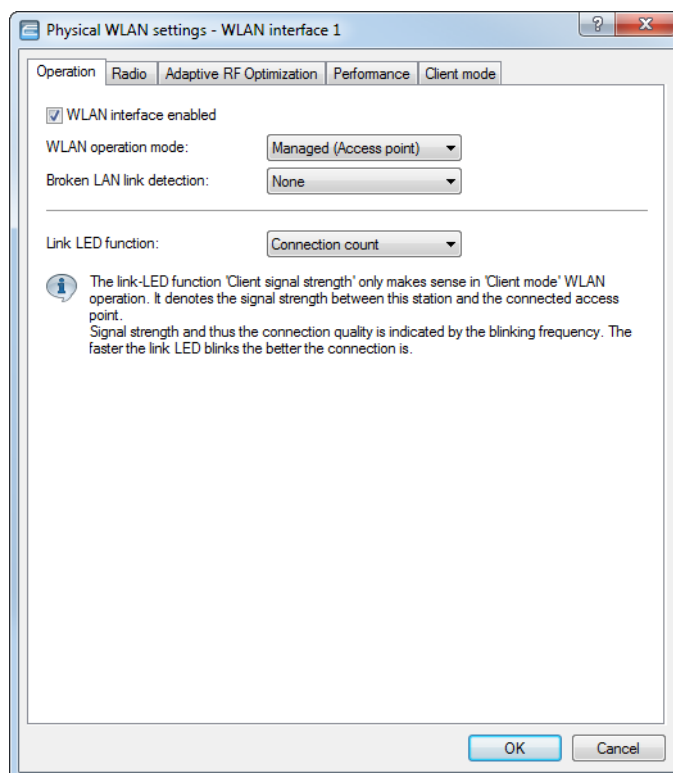 Physical WLAN settings - WLAN interface 1
?
Operation Radio Adaptive RF Optimization Performance Client mode
WLAN interface enabled
WLAN operation mode: Managed (Access point)
Broken LAN link detection: None
Link LED function: Connection count
The link-LED function 'Client signal strength' only makes sense in 'Client mode' WLAN
operation. It denotes the signal strength between this station and the connected access
point.
Signal strength and thus the connection quality is indicated by the blinking frequency. The
faster the link LED blinks the better the connection is.
OK Cancel